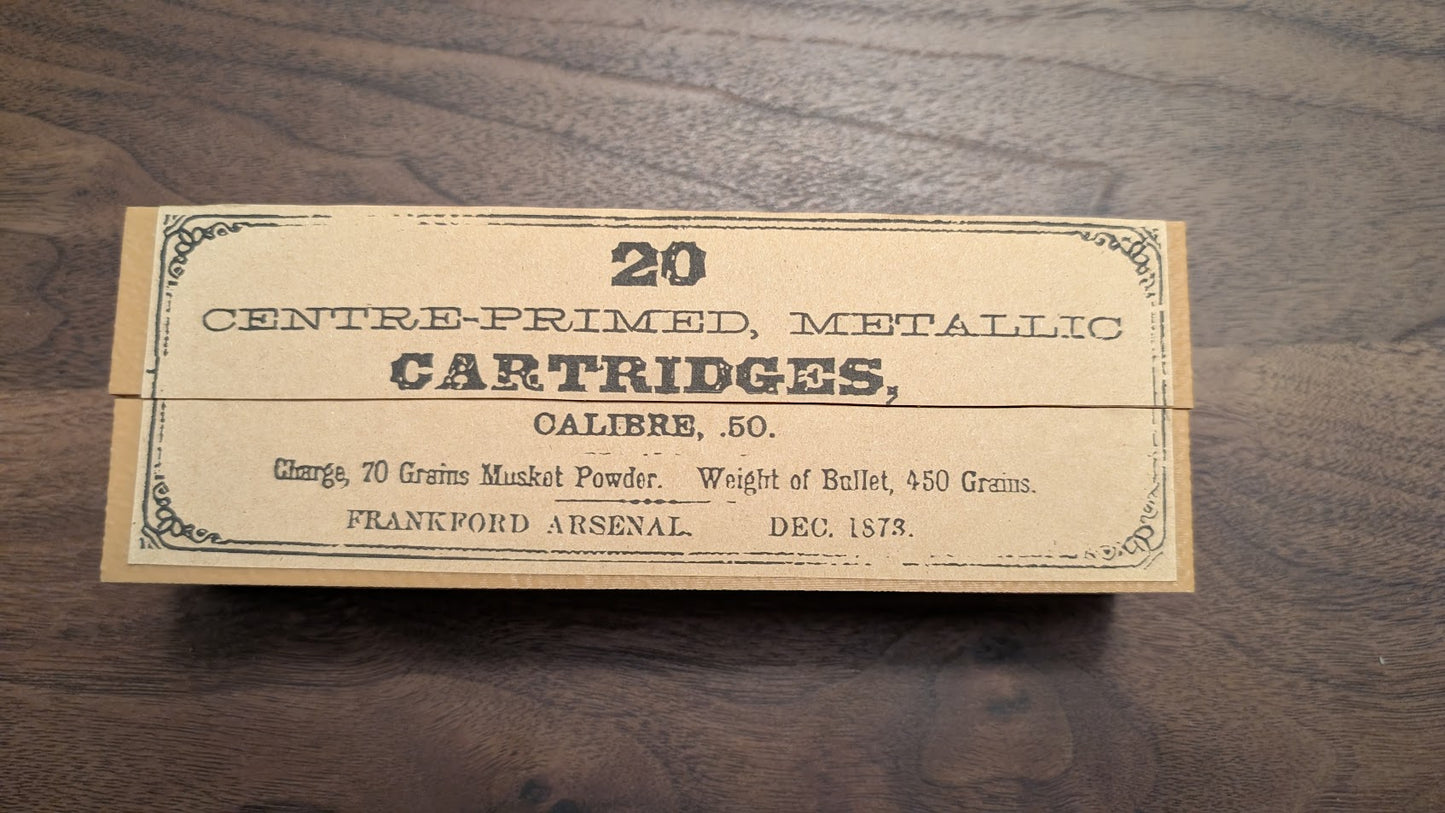 20
CENTRE-PRIMED, METALLIC
CARTRIDGES,
CALIBRE, .50.
Charge, 70 Grains Musket Powder. Weight of Bullet, 450 Grains.
FRANKFORD ARSENAL. DEC. 1873.